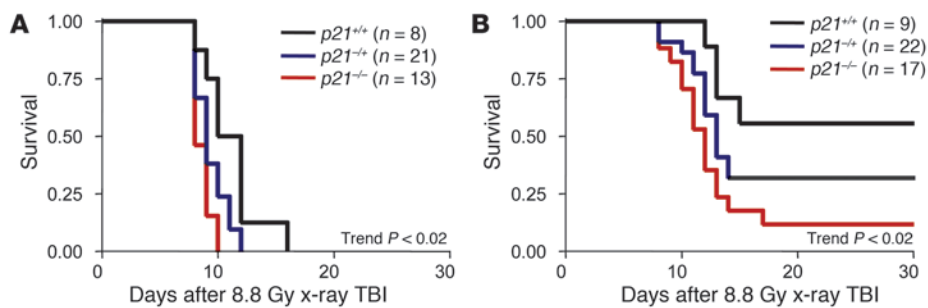 A
Survival
1.00
0.75
0.50
0.25
0.00
p21+/+ (n = 8)
p21−/+ (n = 21)
p21−/− (n = 13)
Trend P < 0.02
0 10 20 30
Days after 8.8 Gy x-ray TBI
B
Survival
1.00
0.75
0.50
0.25
0.00
p21+/+ (n = 9)
p21−/+ (n = 22)
p21−/− (n = 17)
Trend P < 0.02
0 10 20 30
Days after 8.8 Gy x-ray TBI